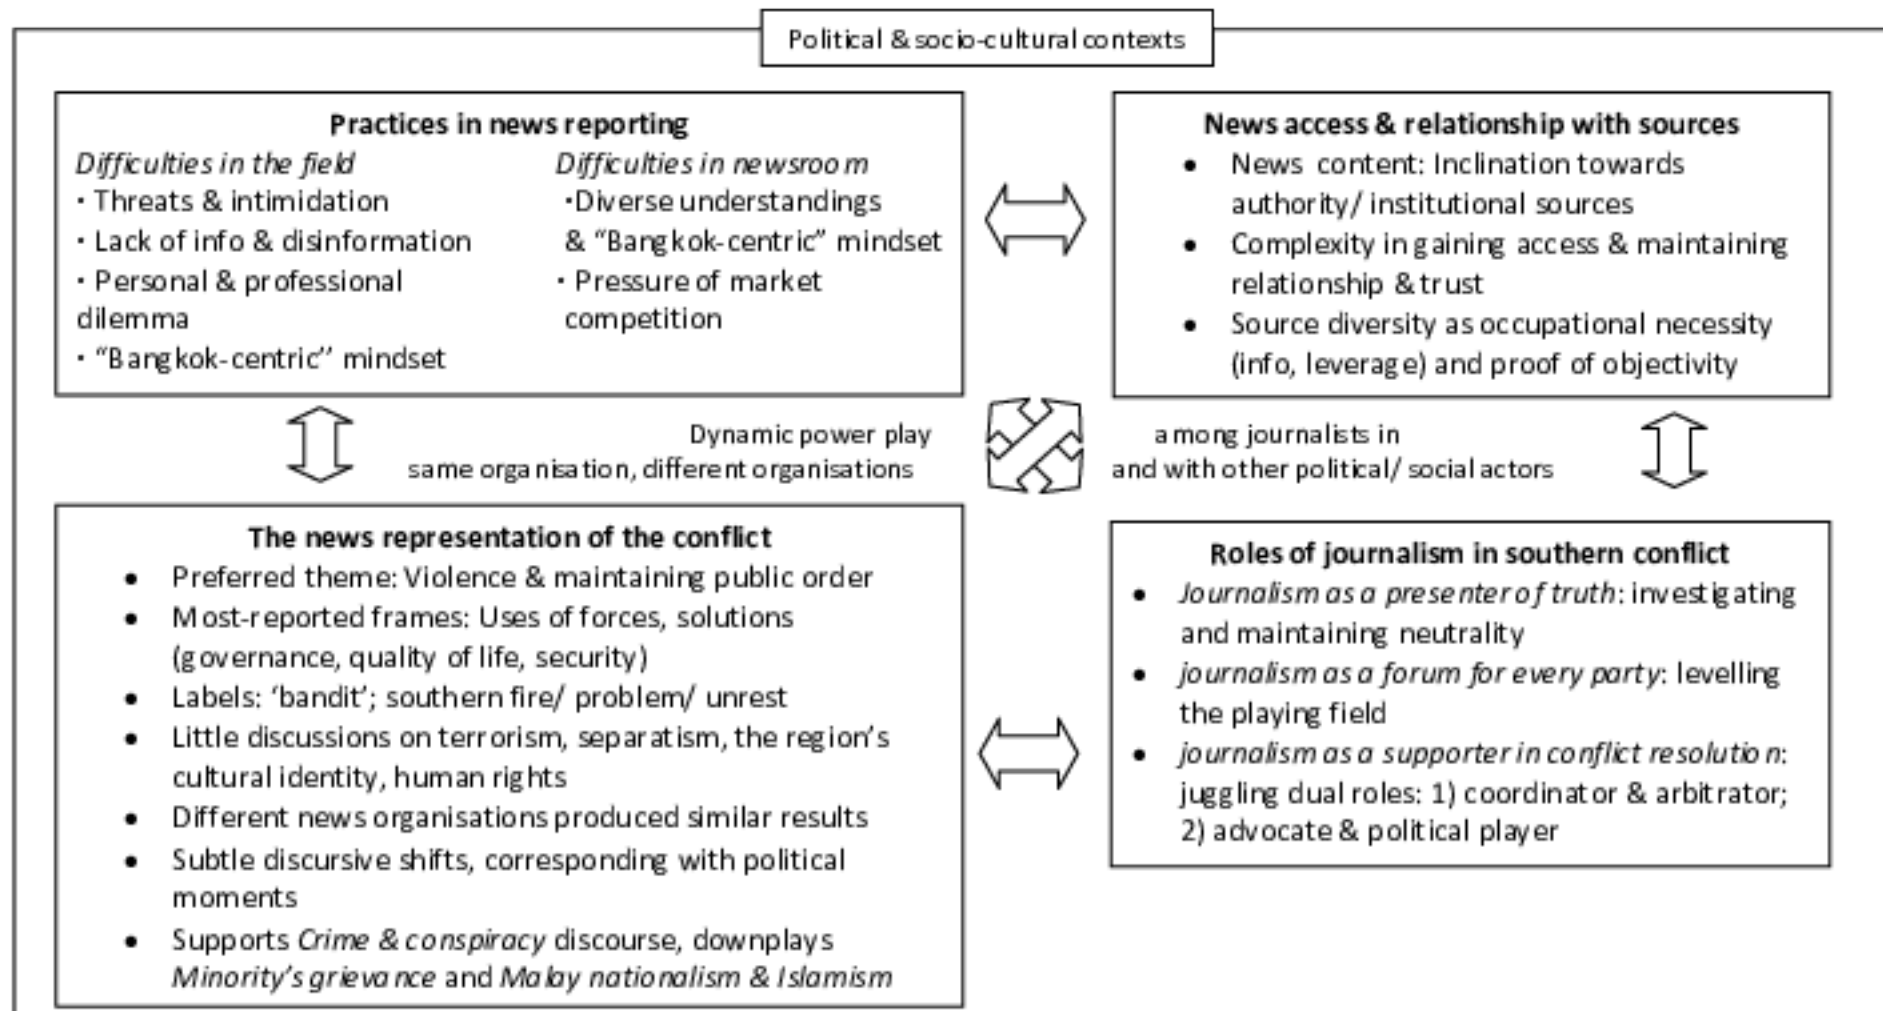 Political & socio-cultural contexts
Practices in news reporting
Difficulties in the field
· Threats & intimidation
· Lack of info & disinformation
· Personal & professional
dilemma
· “Bangkok-centric’’ mindset
Difficulties in newsroom
·Diverse understandings
& “Bangkok-centric” mindset
· Pressure of market
competition
News access & relationship with sources
● News content: Inclination towards
authority/ institutional sources
● Complexity in gaining access & maintaining
relationship & trust
● Source diversity as occupational necessity
(info, leverage) and proof of objectivity
Dynamic power play among journalists in
same organisation, different organisations and with other political/ social actors
The news representation of the conflict
● Preferred theme: Violence & maintaining public order
● Most-reported frames: Uses of forces, solutions
(governance, quality of life, security)
● Labels: ‘bandit’; southern fire/ problem/ unrest
● Little discussions on terrorism, separatism, the region’s
cultural identity, human rights
● Different news organisations produced similar results
● Subtle discursive shifts, corresponding with political
moments
● Supports Crime & conspiracy discourse, downplays
Minority’s grievance and Malay nationalism & Islamism
Roles of journalism in southern conflict
● Journalism as a presenter of truth: investigating
and maintaining neutrality
● journalism as a forum for every party: levelling
the playing field
● journalism as a supporter in conflict resolution:
juggling dual roles: 1) coordinator & arbitrator;
2) advocate & political player